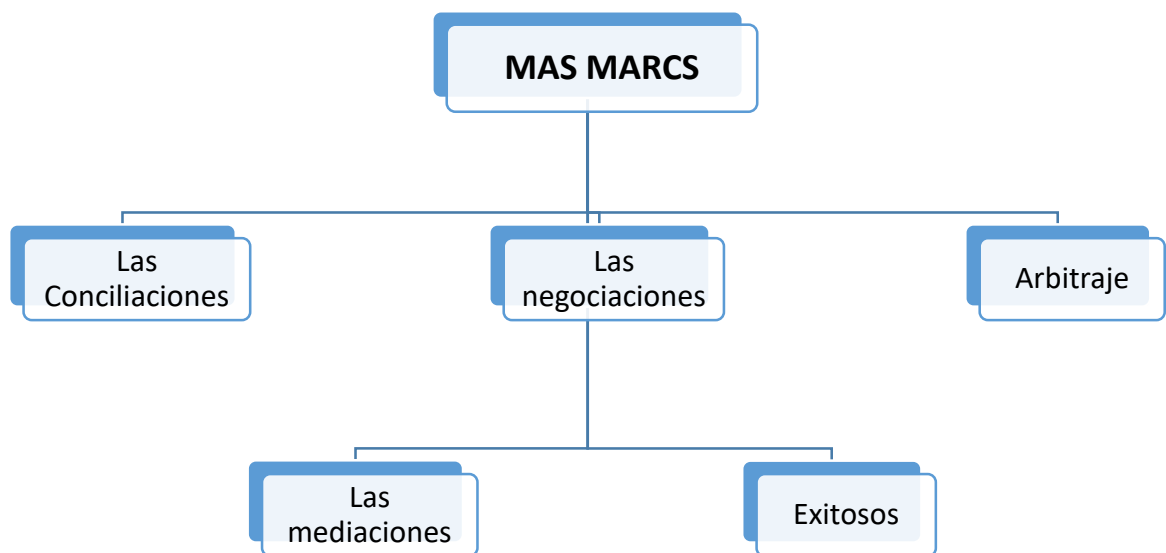 MAS MARCS
Las
Conciliaciones
Las
negociaciones
Arbitraje
Las
mediaciones
Exitosos